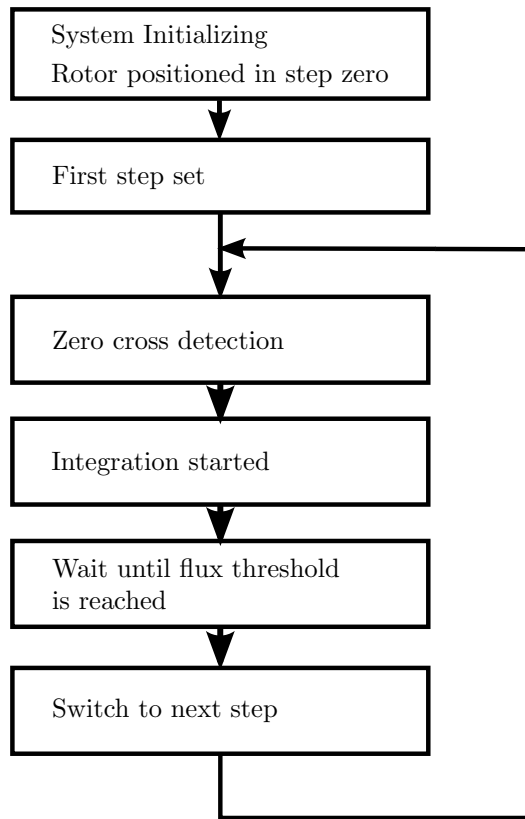 System Initializing
Rotor positioned in step zero
First step set
Zero cross detection
Integration started
Wait until flux threshold
is reached
Switch to next step